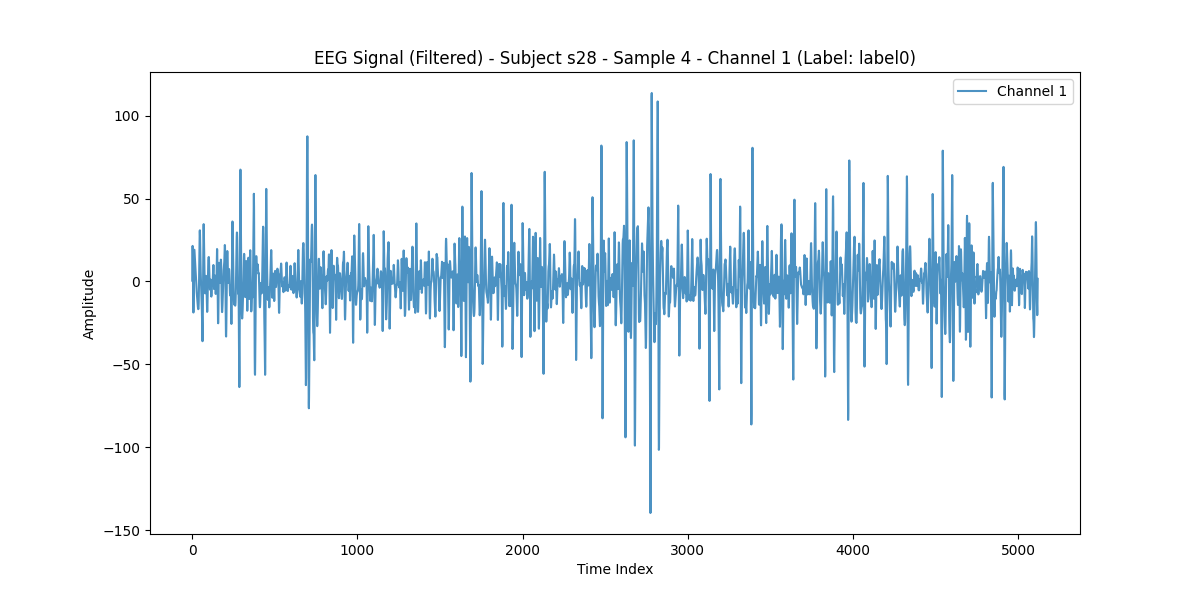 EEG Signal (Filtered) - Subject s28 - Sample 4 - Channel 1 (Label: label0)
Channel 1
100
50
0
−50
−100
−150
Amplitude
0 1000 2000 3000 4000 5000
Time Index